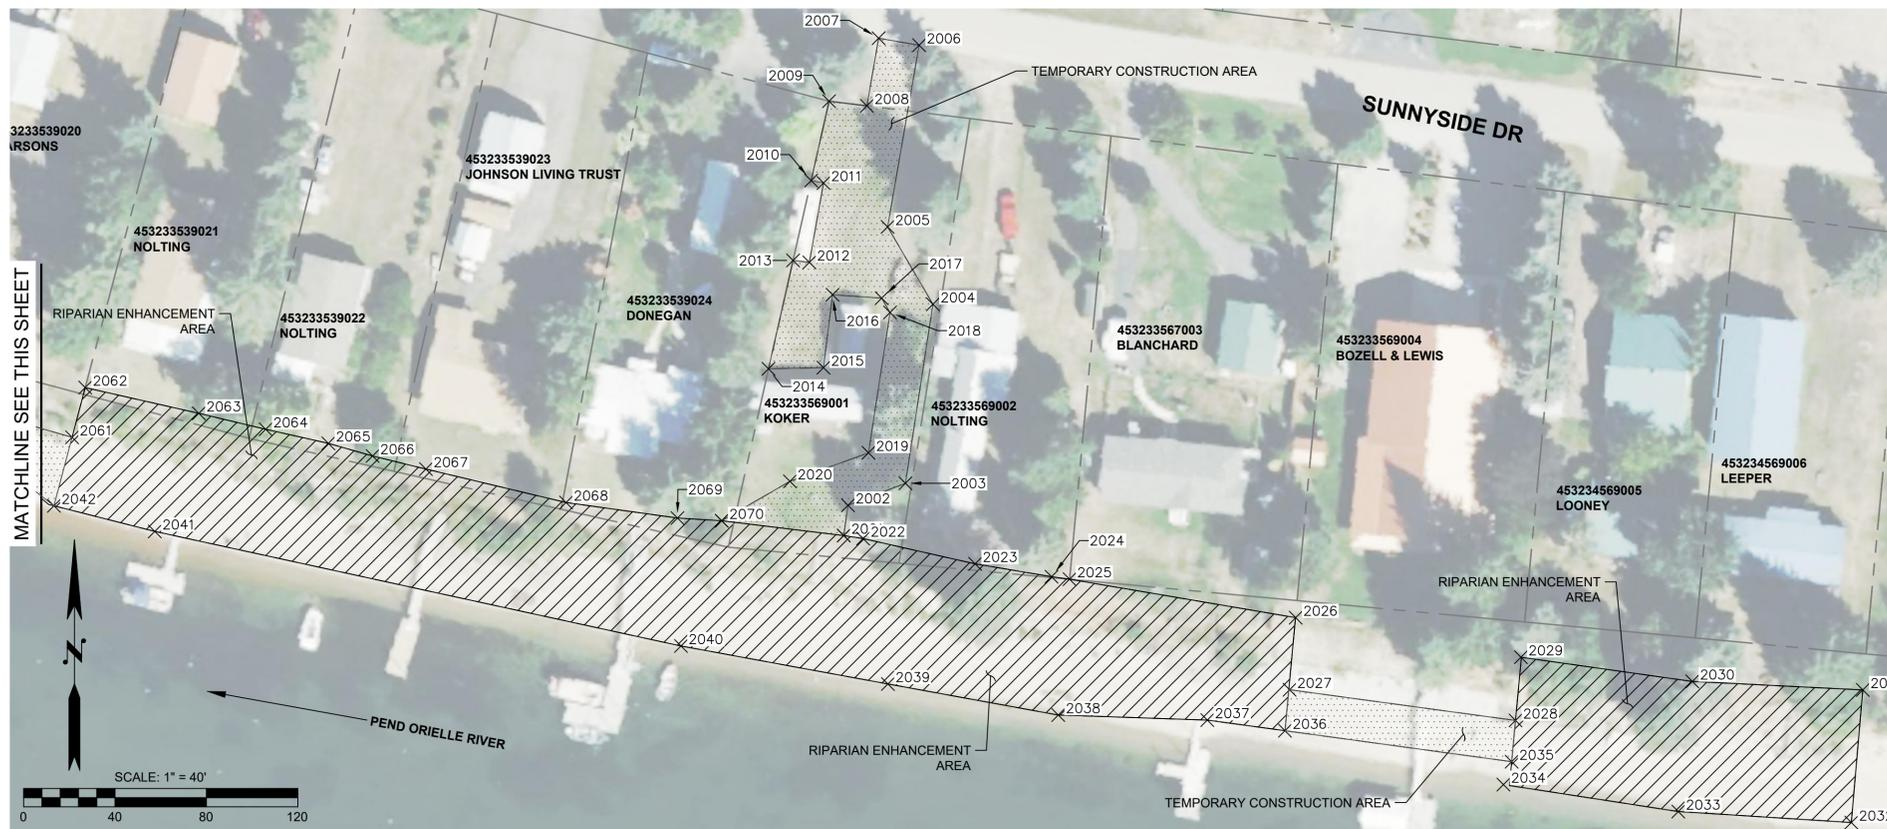 2007
2006
TEMPORARY CONSTRUCTION AREA
2009
2008
SUNNYSIDE DR
3233539020
ARSONS
453233539023
JOHNSON LIVING TRUST
2010
2011
453233539021
NOLTING
2005
2013
2012
2017
2004
RIPARIAN ENHANCEMENT
AREA
453233539022
NOLTING
453233539024
DONEGAN
2016
2018
453233567003
BLANCHARD
453233569004
BOZELL & LEWIS
2015
2014
2062
453233569001
KOKER
453233569002
NOLTING
2063
2064
2061
2065
2066
2067
2019
453234569006
LEEPER
MATCHLINE SEE THIS SHEET
2020
2003
2069
2002
453234569005
LOONEY
2042
2068
2070
2041
2022
2024
2023
2025
RIPARIAN ENHANCEMENT
AREA
2026
N
2040
2029
2030
2039
2027
20
2038
2037
2028
2036
PEND ORIELLE RIVER
RIPARIAN ENHANCEMENT
AREA
2035
2034
SCALE: 1" = 40'
TEMPORARY CONSTRUCTION AREA
2033
203
0 40 80 120